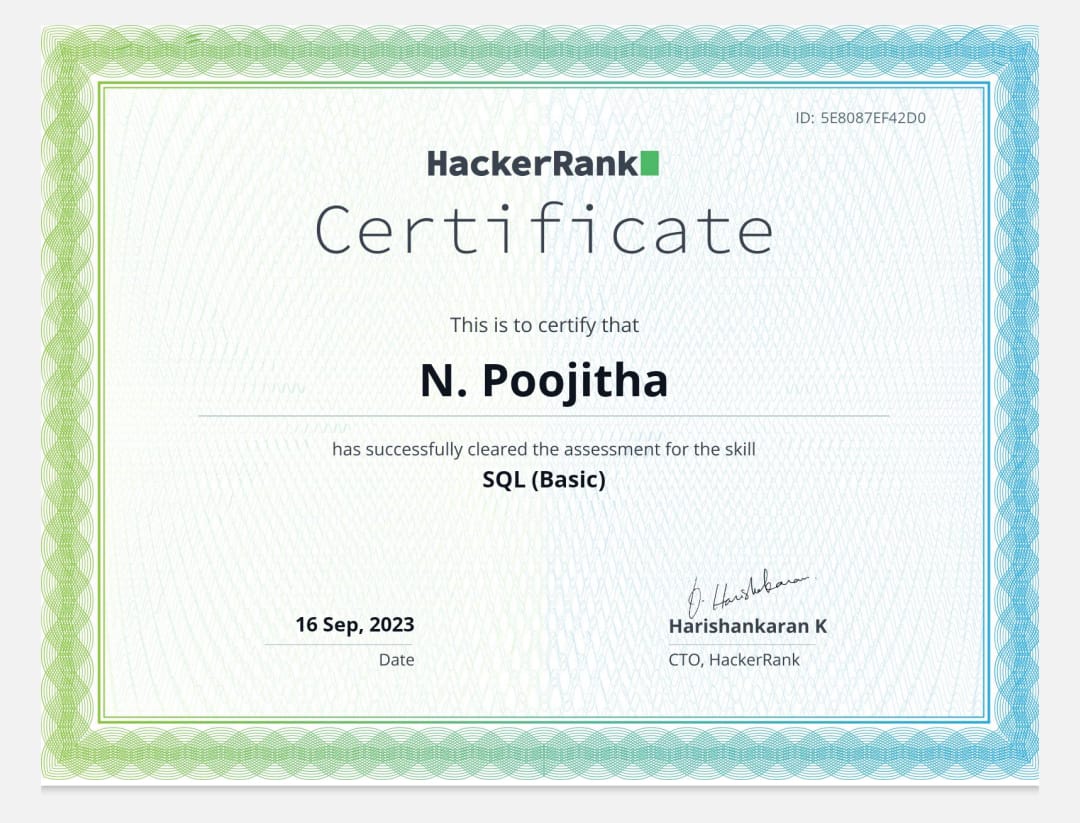 ID: 5E8087EF42D0
HackerRank
Certificate
This is to certify that
N. Poojitha
has successfully cleared the assessment for the skill
SQL (Basic)
16 Sep, 2023
Date
Harishankaran K
CTO, HackerRank